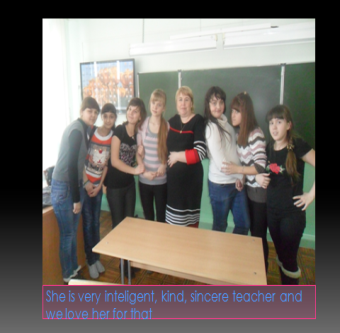 She is very inteligent, kind, sincere teacher and
we love her for that